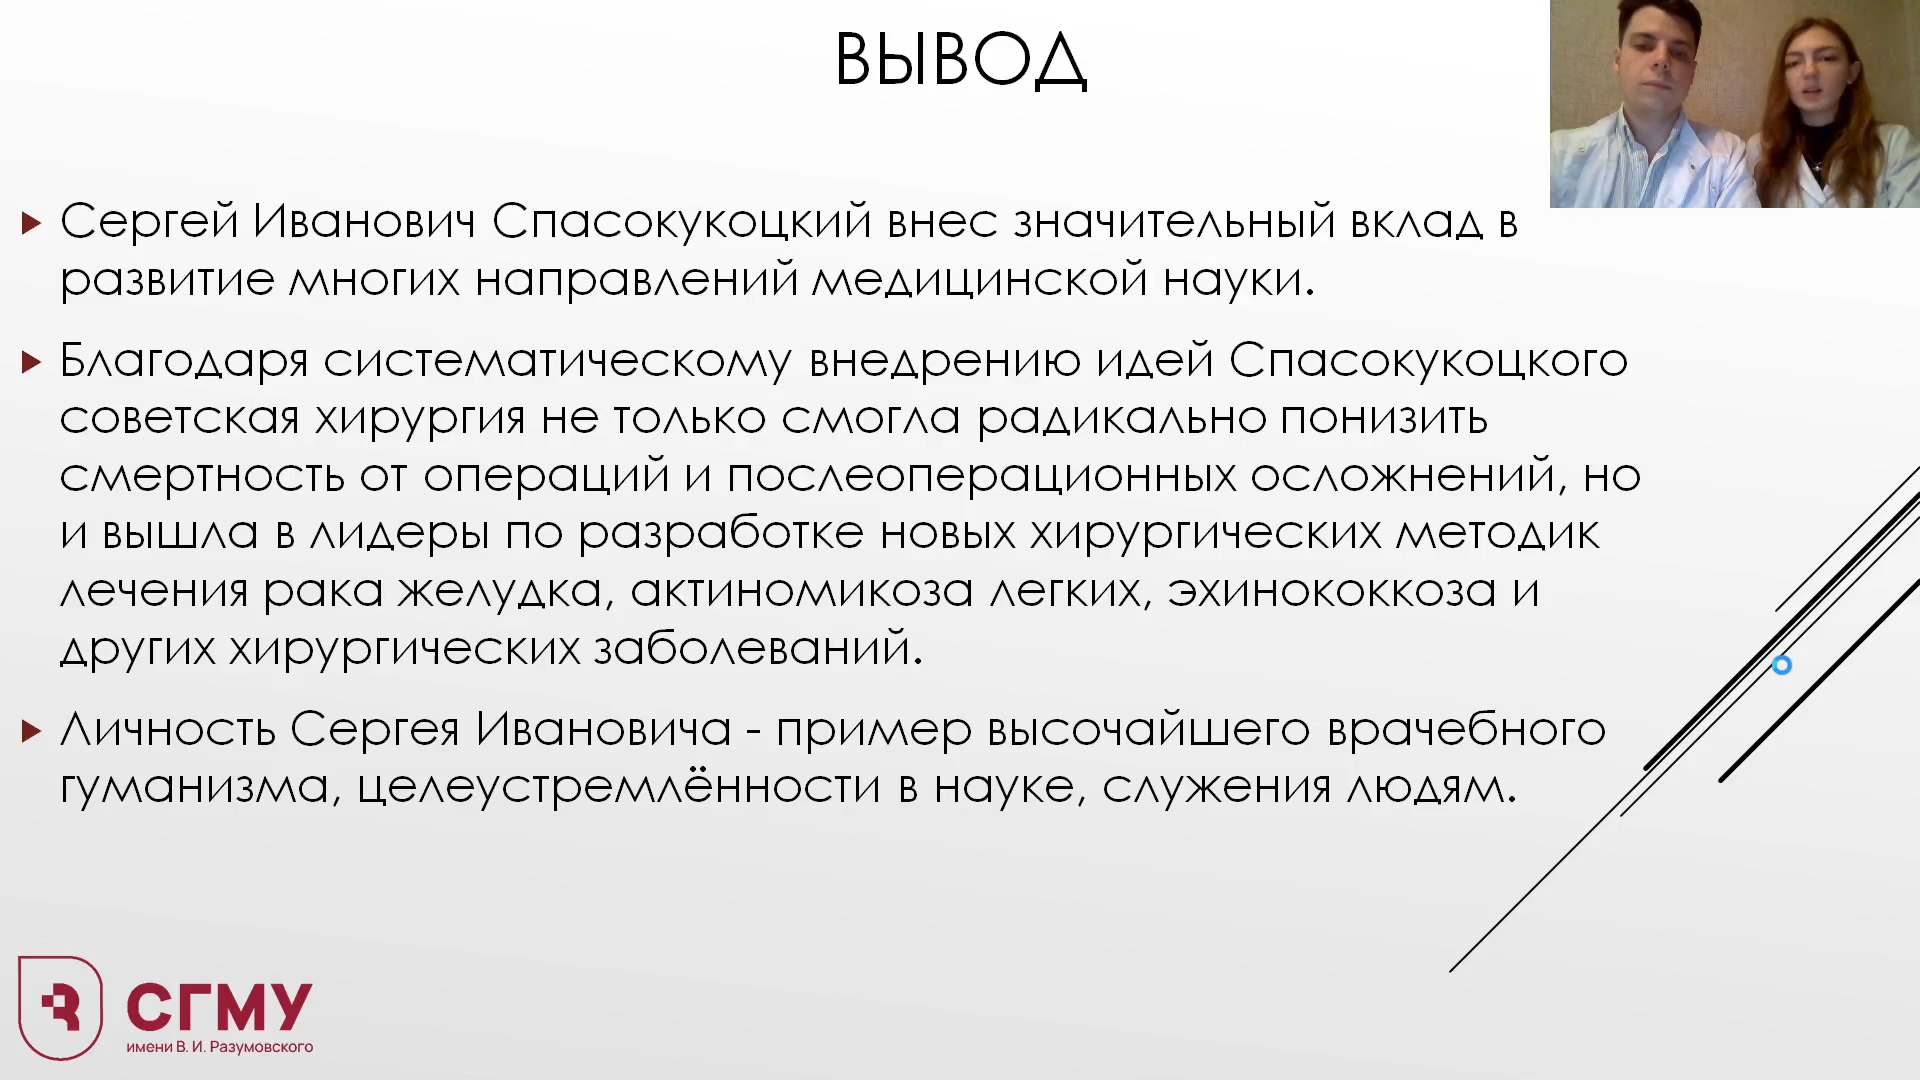 ВЫВОД
Сергей Иванович Спасокукоцкий внес значительный вклад в
развитие многих направлений медицинской науки.
Благодаря систематическому внедрению идей Спасокукоцкого
советская хирургия не только смогла радикально понизить
смертность от операций и послеоперационных осложнений, но
и вышла в лидеры по разработке новых хирургических методик
лечения рака желудка, актиномикоза легких, эхинококкоза и
других хирургических заболеваний.
Личность Сергея Ивановича - пример высочайшего врачебного
гуманизма, целеустремлённости в науке, служения людям.
СГМУ
имени В. И. Разумовского